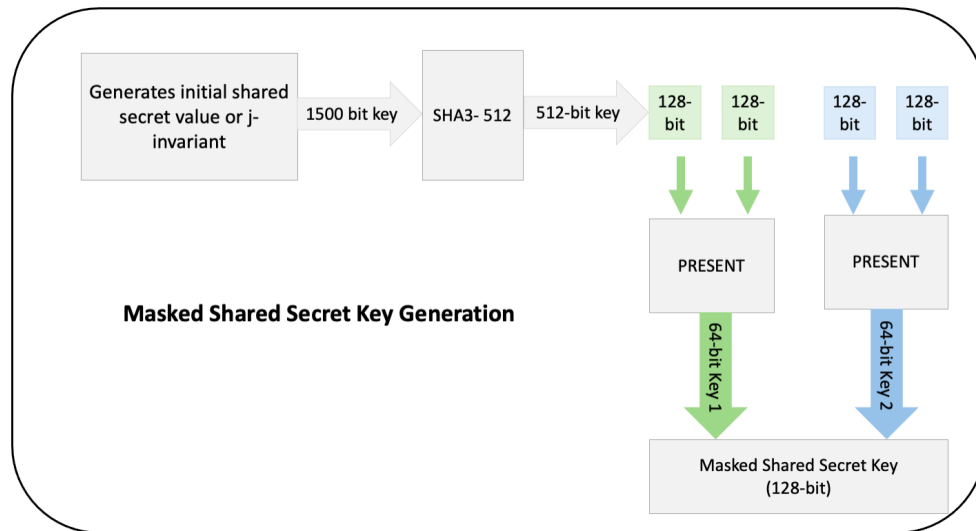 Generates initial shared
secret value or j-
invariant
1500 bit key
SHA3- 512
512-bit key
128-
bit
128-
bit
128-
bit
128-
bit
PRESENT
PRESENT
Masked Shared Secret Key Generation
64-bit Key 1
64-bit Key 2
Masked Shared Secret Key
(128-bit)